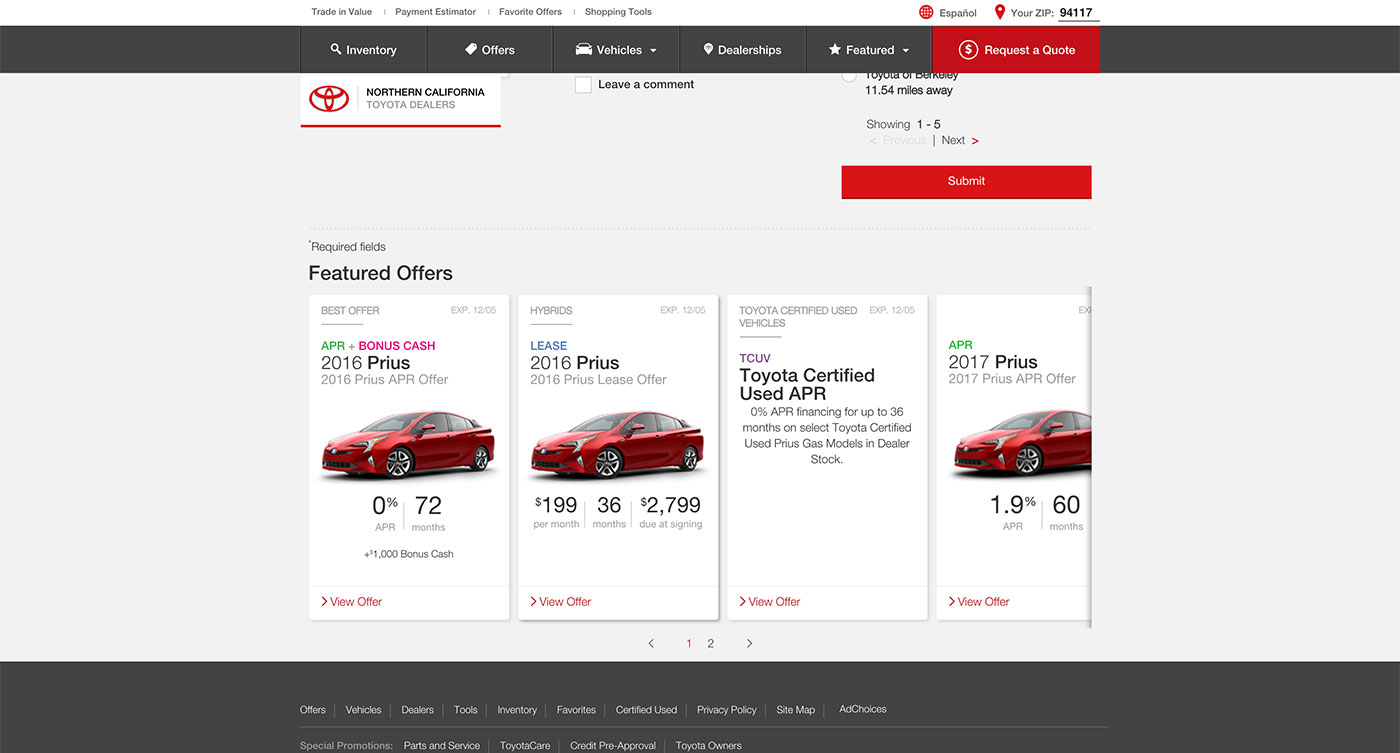 Trade in Value
Payment Estimator
Favorite Offers
Shopping Tools
Español
Your ZIP: 94117
Inventory
Offers
Vehicles
Dealerships
Featured
$ Request a Quote
NORTHERN CALIFORNIA
TOYOTA DEALERS
Leave a comment
Toyota of Berkeley
11.54 miles away
Showing 1 - 5
< Previous | Next >
Submit
*Required fields
Featured Offers
BEST OFFER
EXP. 12/05
APR + BONUS CASH
2016 Prius
2016 Prius APR Offer
0% 72
APR months
+$1,000 Bonus Cash
View Offer
HYBRIDS
EXP. 12/05
LEASE
2016 Prius
2016 Prius Lease Offer
$199 36 $2,799
per month months due at signing
View Offer
TOYOTA CERTIFIED USED
VEHICLES
EXP. 12/05
TCUV
Toyota Certified
Used APR
0% APR financing for up to 36
months on select Toyota Certified
Used Prius Gas Models in Dealer
Stock.
View Offer
APR
2017 Prius
2017 Prius APR Offer
1.9% 60
APR months
View Offer
< 1 2 >
Offers
Vehicles
Dealers
Tools
Inventory
Favorites
Certified Used
Privacy Policy
Site Map
AdChoices
Special Promotions:
Parts and Service
ToyotaCare
Credit Pre-Approval
Toyota Owners